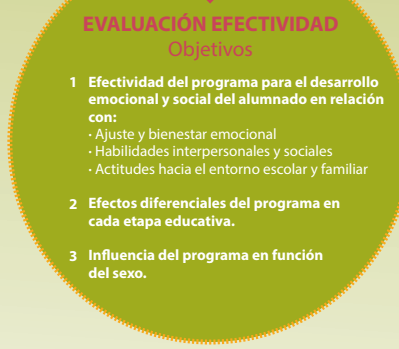 EVALUACIÓN EFECTIVIDAD
Objetivos
1 Efectividad del programa para el desarrollo
emocional y social del alumnado en relación
con:
· Ajuste y bienestar emocional
· Habilidades interpersonales y sociales
· Actitudes hacia el entorno escolar y familiar
2 Efectos diferenciales del programa en
cada etapa educativa.
3 Influencia del programa en función
del sexo.